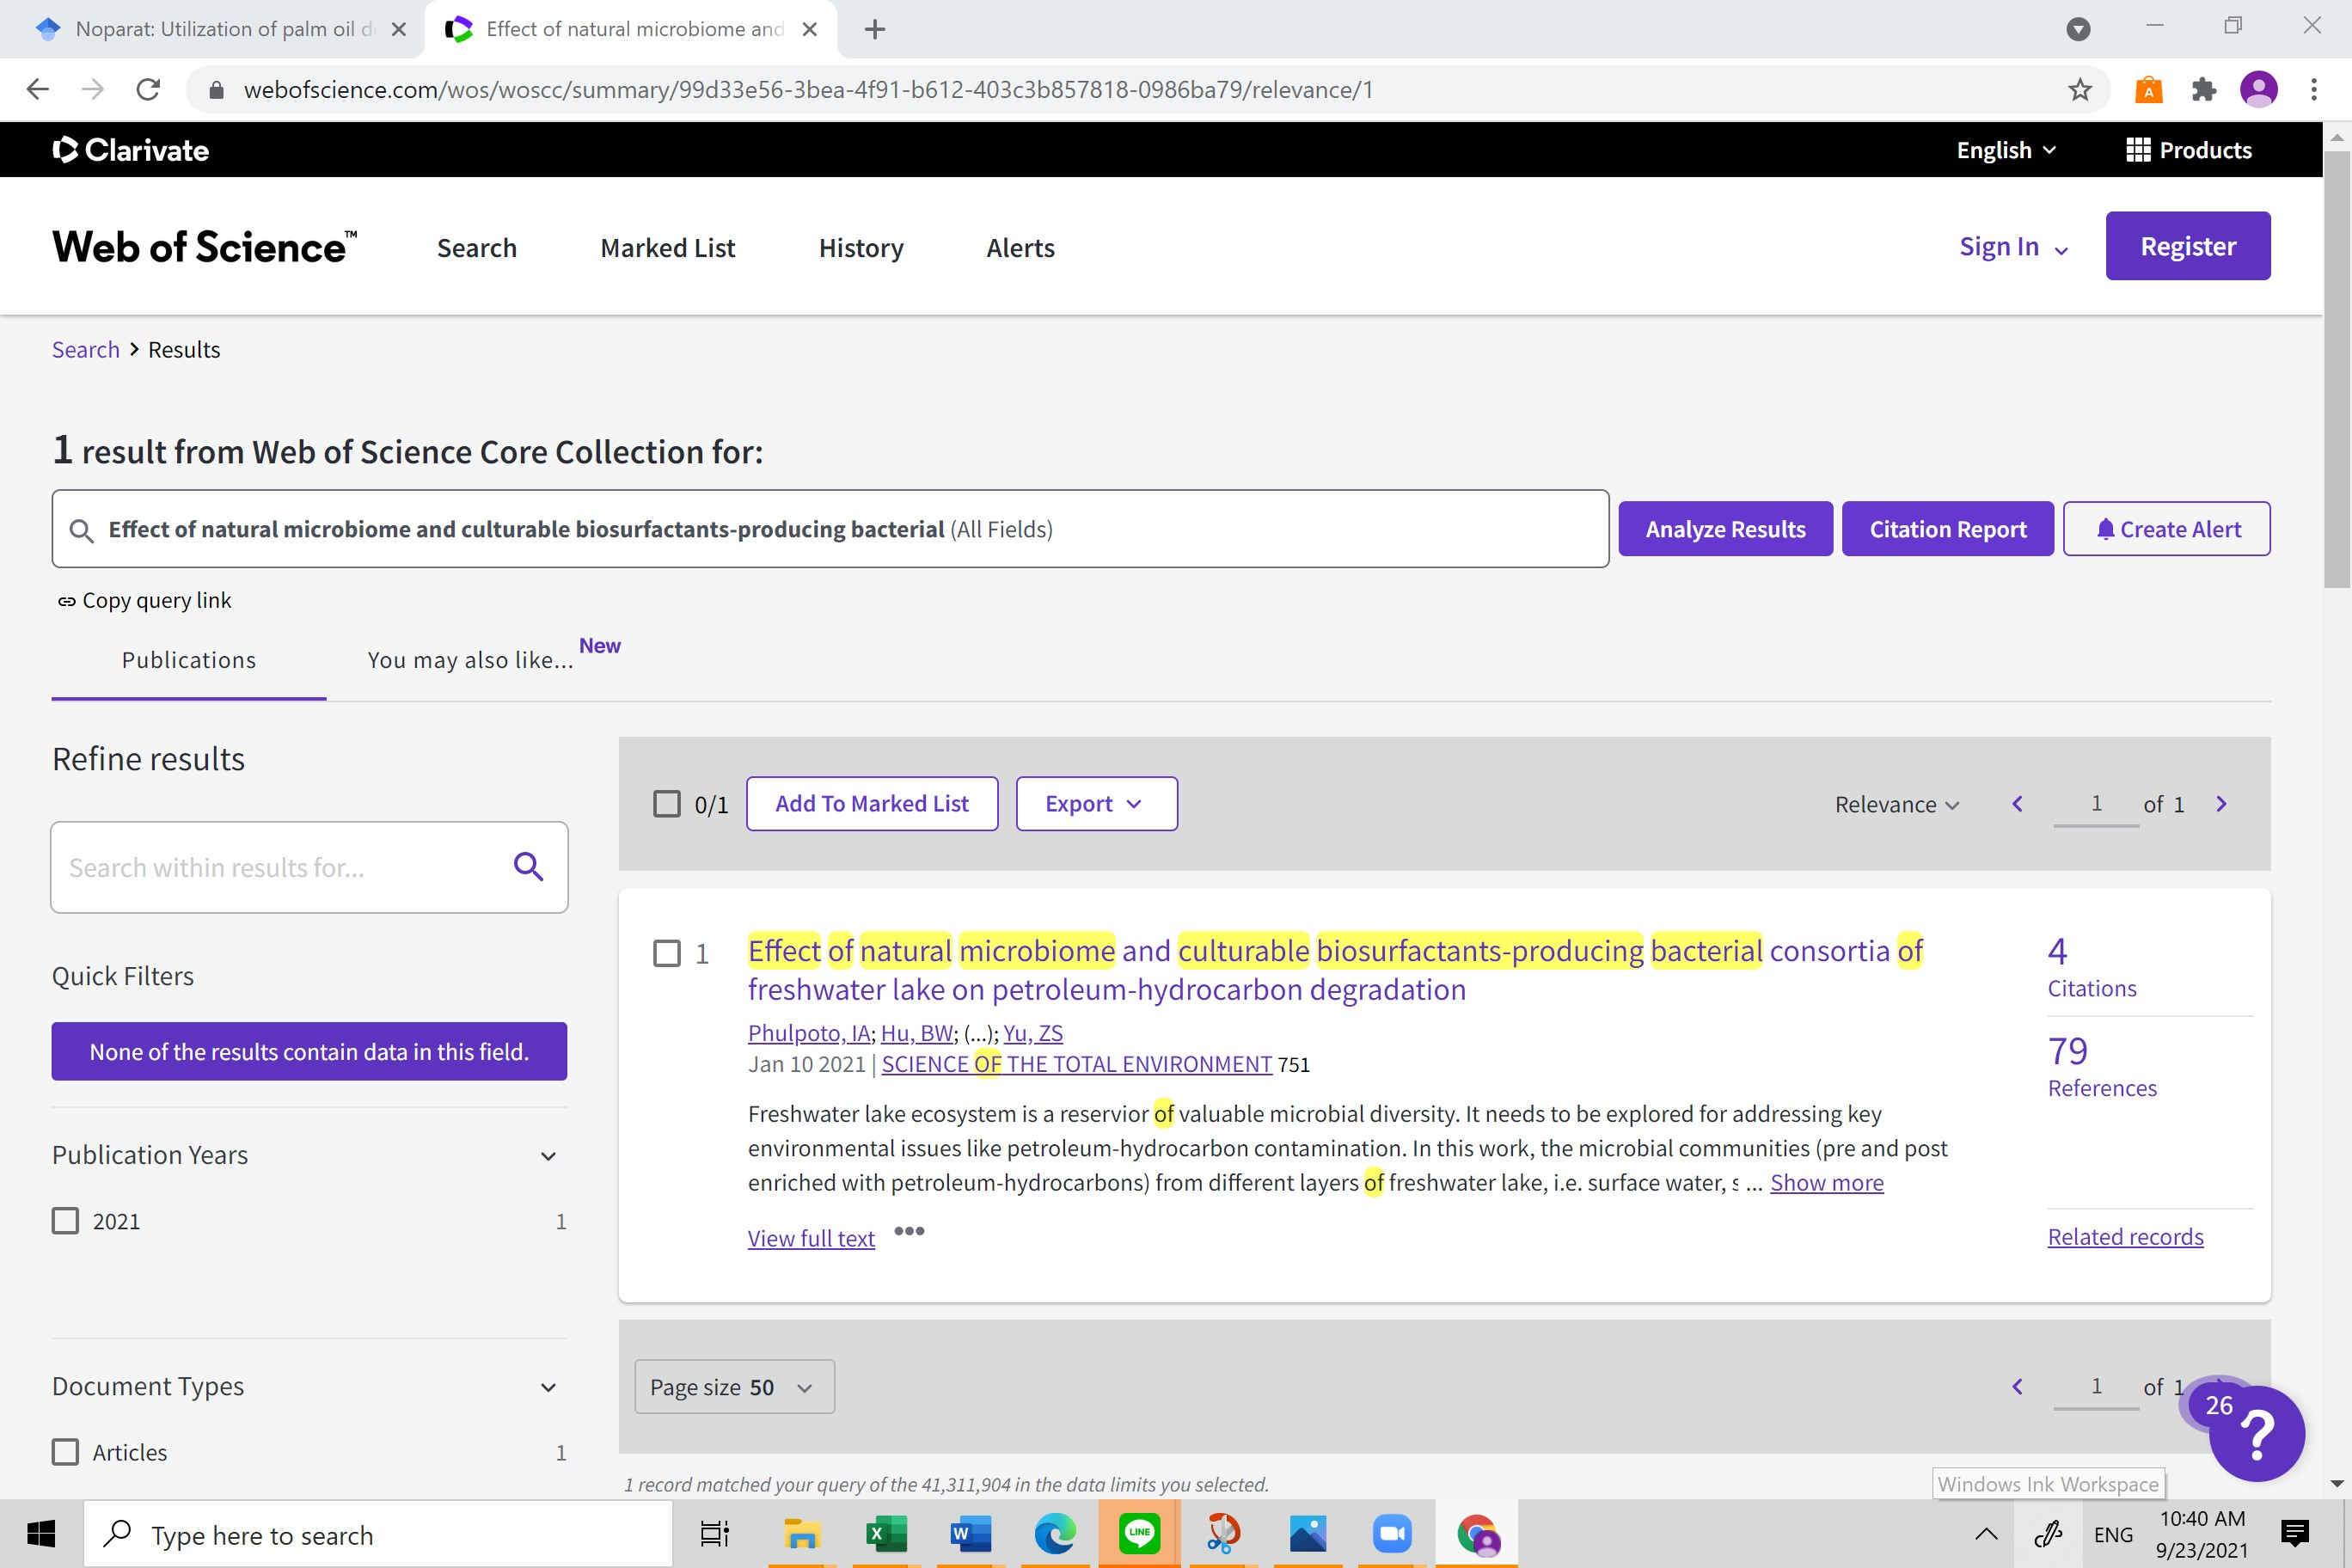 Noparat: Utilization of palm oil d
Effect of natural microbiome and
webofscience.com/wos/woscc/summary/99d33e56-3bea-4f91-b612-403c3b857818-0986ba79/relevance/1
A
Clarivate
English
Products
Web of Science™
Search
Marked List
History
Alerts
Sign In
Register
Search > Results
1 result from Web of Science Core Collection for:
Effect of natural microbiome and culturable biosurfactants-producing bacterial (All Fields)
Analyze Results
Citation Report
Create Alert
Copy query link
Publications
You may also like...
New
Refine results
Search within results for...
Quick Filters
None of the results contain data in this field.
Publication Years
2021 1
Document Types
Articles 1
0/1
Add To Marked List
Export
Relevance
1 of 1
1
Effect of natural microbiome and culturable biosurfactants-producing bacterial consortia of
freshwater lake on petroleum-hydrocarbon degradation
Phulpoto, IA; Hu, BW; (...); Yu, ZS
Jan 10 2021 | SCIENCE OF THE TOTAL ENVIRONMENT 751
Freshwater lake ecosystem is a reservior of valuable microbial diversity. It needs to be explored for addressing key
environmental issues like petroleum-hydrocarbon contamination. In this work, the microbial communities (pre and post
enriched with petroleum-hydrocarbons) from different layers of freshwater lake, i.e. surface water, s ... Show more
View full text
4
Citations
79
References
Related records
Page size 50
1 of 1
26
?
1 record matched your query of the 41,311,904 in the data limits you selected.
Windows Ink Workspace
Type here to search
X
W
LINE
ENG
10:40 AM
9/23/2021